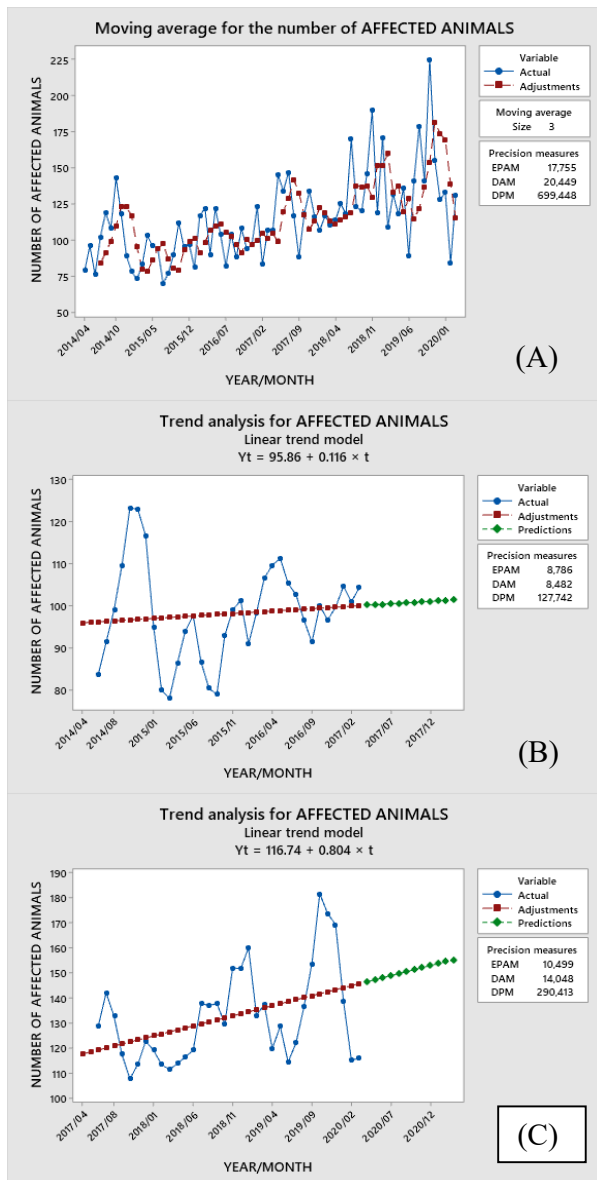 Moving average for the number of AFFECTED ANIMALS
Variable
Actual
Adjustments
Moving average
Size 3
Precision measures
EPAM 17,755
DAM 20,449
DPM 699,448
NUMBER OF AFFECTED ANIMALS
225
200
175
150
125
100
75
50
2014/04
2014/10
2015/05
2015/12
2016/07
2017/02
2017/09
2018/04
2018/11
2019/06
2020/01
YEAR/MONTH
(A)
Trend analysis for AFFECTED ANIMALS
Linear trend model
Yt = 95.86 + 0.116 × t
Variable
Actual
Adjustments
Predictions
Precision measures
EPAM 8,786
DAM 8,482
DPM 127,742
NUMBER OF AFFECTED ANIMALS
130
120
110
100
90
80
2014/04
2014/08
2015/01
2015/06
2015/11
2016/04
2016/09
2017/02
2017/07
2017/12
YEAR/MONTH
(B)
Trend analysis for AFFECTED ANIMALS
Linear trend model
Yt = 116.74 + 0.804 × t
Variable
Actual
Adjustments
Predictions
Precision measures
EPAM 10,499
DAM 14,048
DPM 290,413
NUMBER OF AFFECTED ANIMALS
190
180
170
160
150
140
130
120
110
100
2017/04
2017/08
2018/01
2018/06
2018/11
2019/04
2019/09
2020/02
2020/07
2020/12
YEAR/MONTH
(C)